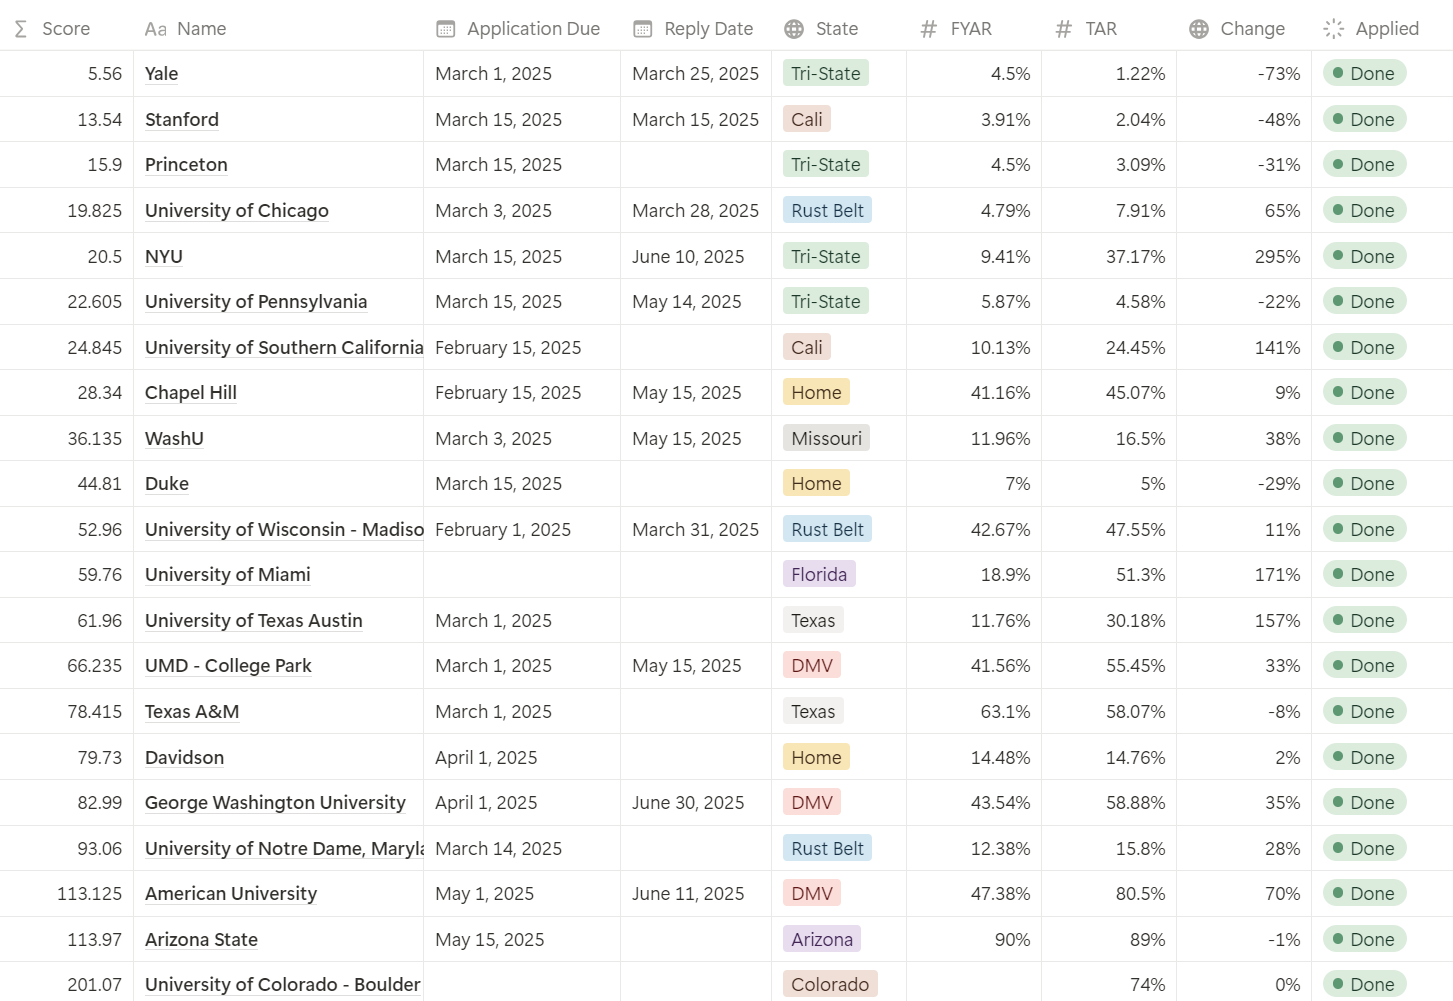 Score Aa Name Application Due Reply Date State # FYAR # TAR Change Applied
5.56 Yale March 1, 2025 March 25, 2025 Tri-State 4.5% 1.22% -73% Done
13.54 Stanford March 15, 2025 March 15, 2025 Cali 3.91% 2.04% -48% Done
15.9 Princeton March 15, 2025 Tri-State 4.5% 3.09% -31% Done
19.825 University of Chicago March 3, 2025 March 28, 2025 Rust Belt 4.79% 7.91% 65% Done
20.5 NYU March 15, 2025 June 10, 2025 Tri-State 9.41% 37.17% 295% Done
22.605 University of Pennsylvania March 15, 2025 May 14, 2025 Tri-State 5.87% 4.58% -22% Done
24.845 University of Southern California February 15, 2025 Cali 10.13% 24.45% 141% Done
28.34 Chapel Hill February 15, 2025 May 15, 2025 Home 41.16% 45.07% 9% Done
36.135 WashU March 3, 2025 May 15, 2025 Missouri 11.96% 16.5% 38% Done
44.81 Duke March 15, 2025 Home 7% 5% -29% Done
52.96 University of Wisconsin - Madiso February 1, 2025 March 31, 2025 Rust Belt 42.67% 47.55% 11% Done
59.76 University of Miami Florida 18.9% 51.3% 171% Done
61.96 University of Texas Austin March 1, 2025 Texas 11.76% 30.18% 157% Done
66.235 UMD - College Park March 1, 2025 May 15, 2025 DMV 41.56% 55.45% 33% Done
78.415 Texas A&M March 1, 2025 Texas 63.1% 58.07% -8% Done
79.73 Davidson April 1, 2025 Home 14.48% 14.76% 2% Done
82.99 George Washington University April 1, 2025 June 30, 2025 DMV 43.54% 58.88% 35% Done
93.06 University of Notre Dame, Maryla March 14, 2025 Rust Belt 12.38% 15.8% 28% Done
113.125 American University May 1, 2025 June 11, 2025 DMV 47.38% 80.5% 70% Done
113.97 Arizona State May 15, 2025 Arizona 90% 89% -1% Done
201.07 University of Colorado - Boulder Colorado 74% 0% Done